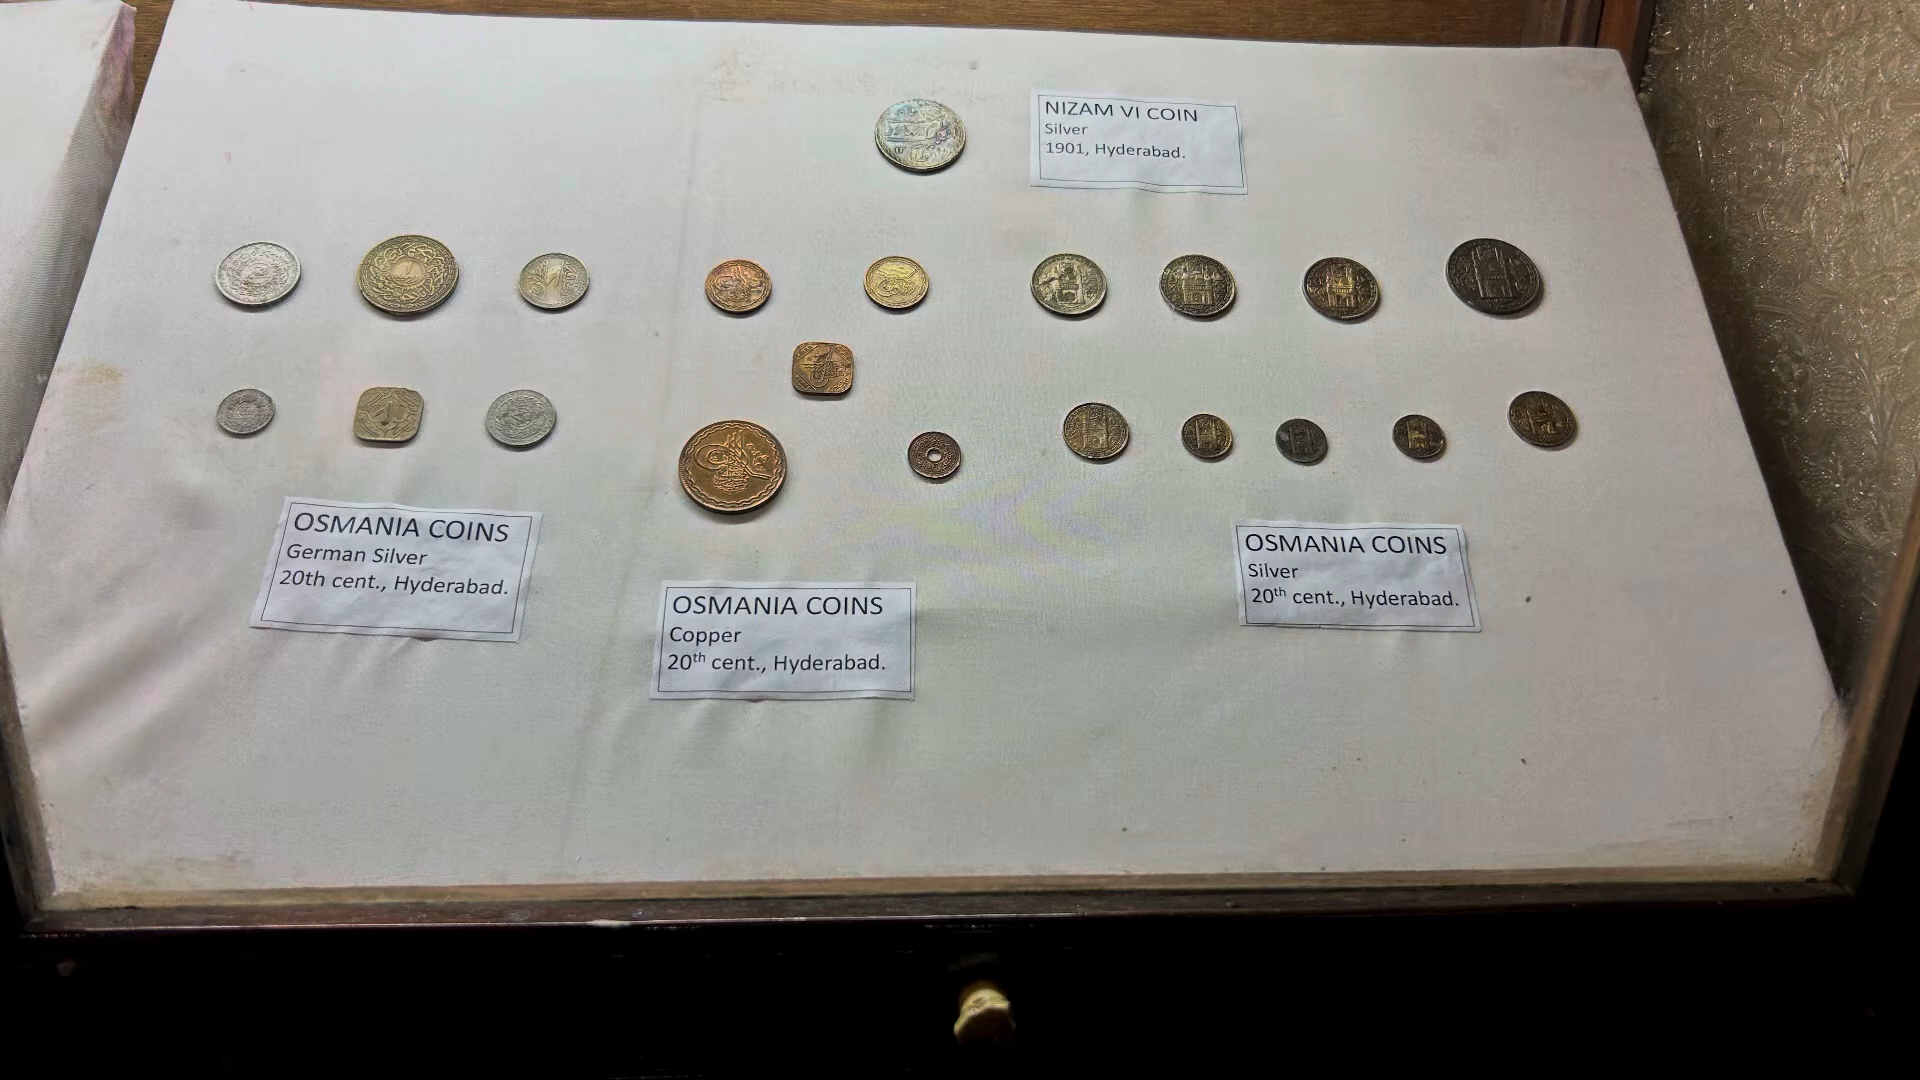 NIZAM VI COIN
Silver
1901, Hyderabad.
OSMANIA COINS
German Silver
20th cent., Hyderabad.
OSMANIA COINS
Copper
20th cent., Hyderabad.
OSMANIA COINS
Silver
20th cent., Hyderabad.